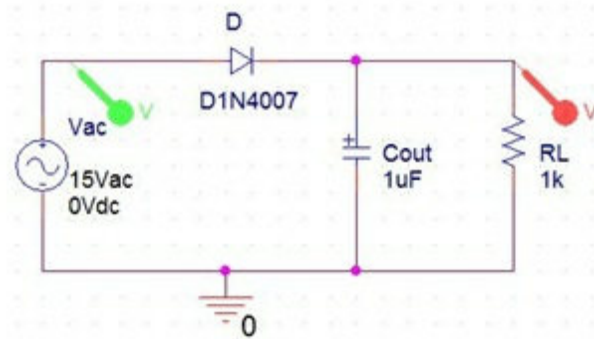 D
D1N4007
V
V
Vac
15Vac
0Vdc
Cout
1uF
RL
1k
0